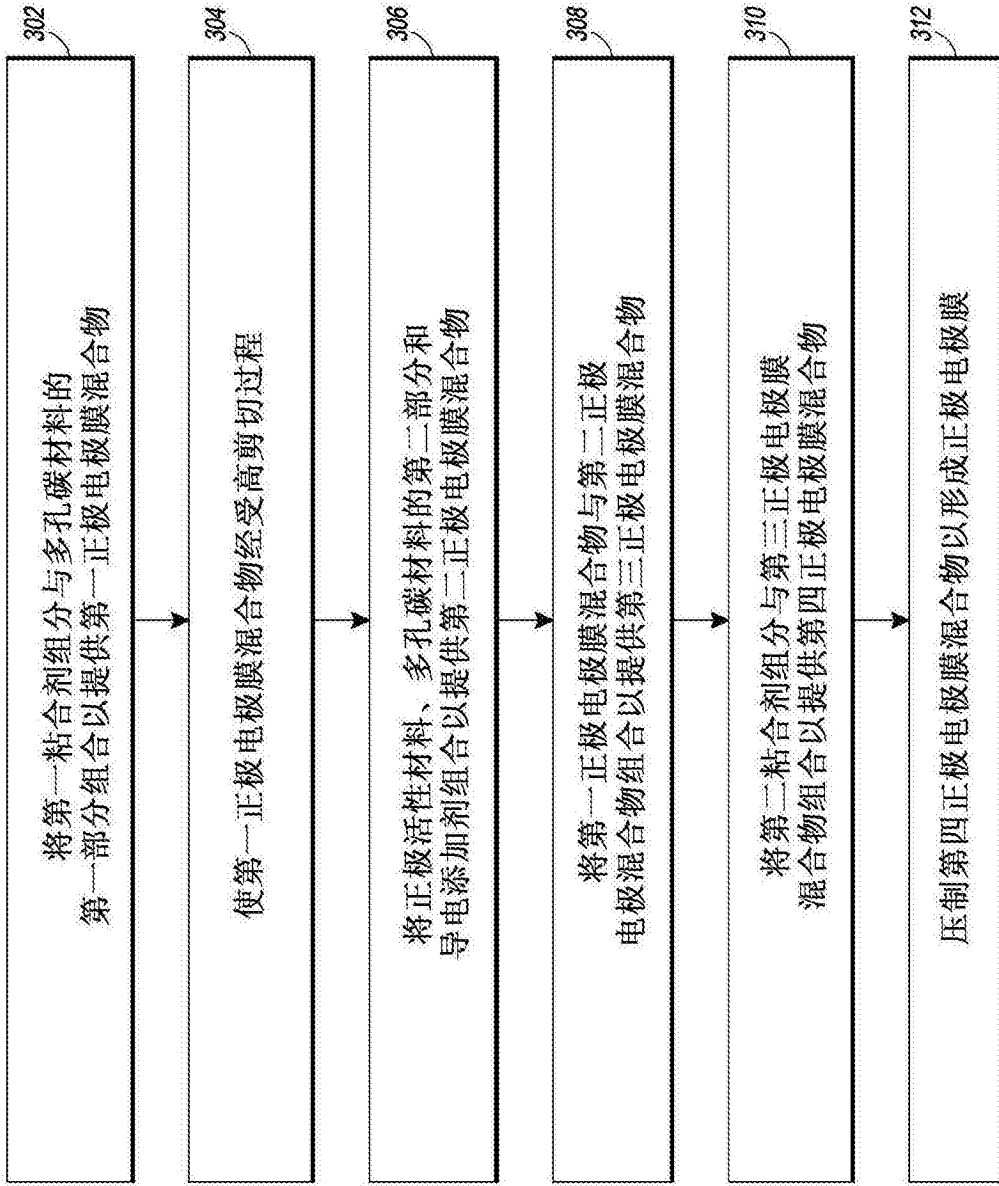 302
将第一粘合剂组分与多孔碳材料的
第一部分组合以提供第一正极电极膜混合物
304
使第一正极电极膜混合物经受高剪切过程
306
将正极活性材料、多孔碳材料的第二部分和
导电添加剂组合以提供第二正极电极膜混合物
308
将第一正极电极膜混合物与第二正极
电极混合物组合以提供第三正极电极膜混合物
310
将第二粘合剂组分与第三正极电极膜
混合物组合以提供第四正极电极膜混合物
312
压制第四正极电极膜混合物以形成正极电极膜